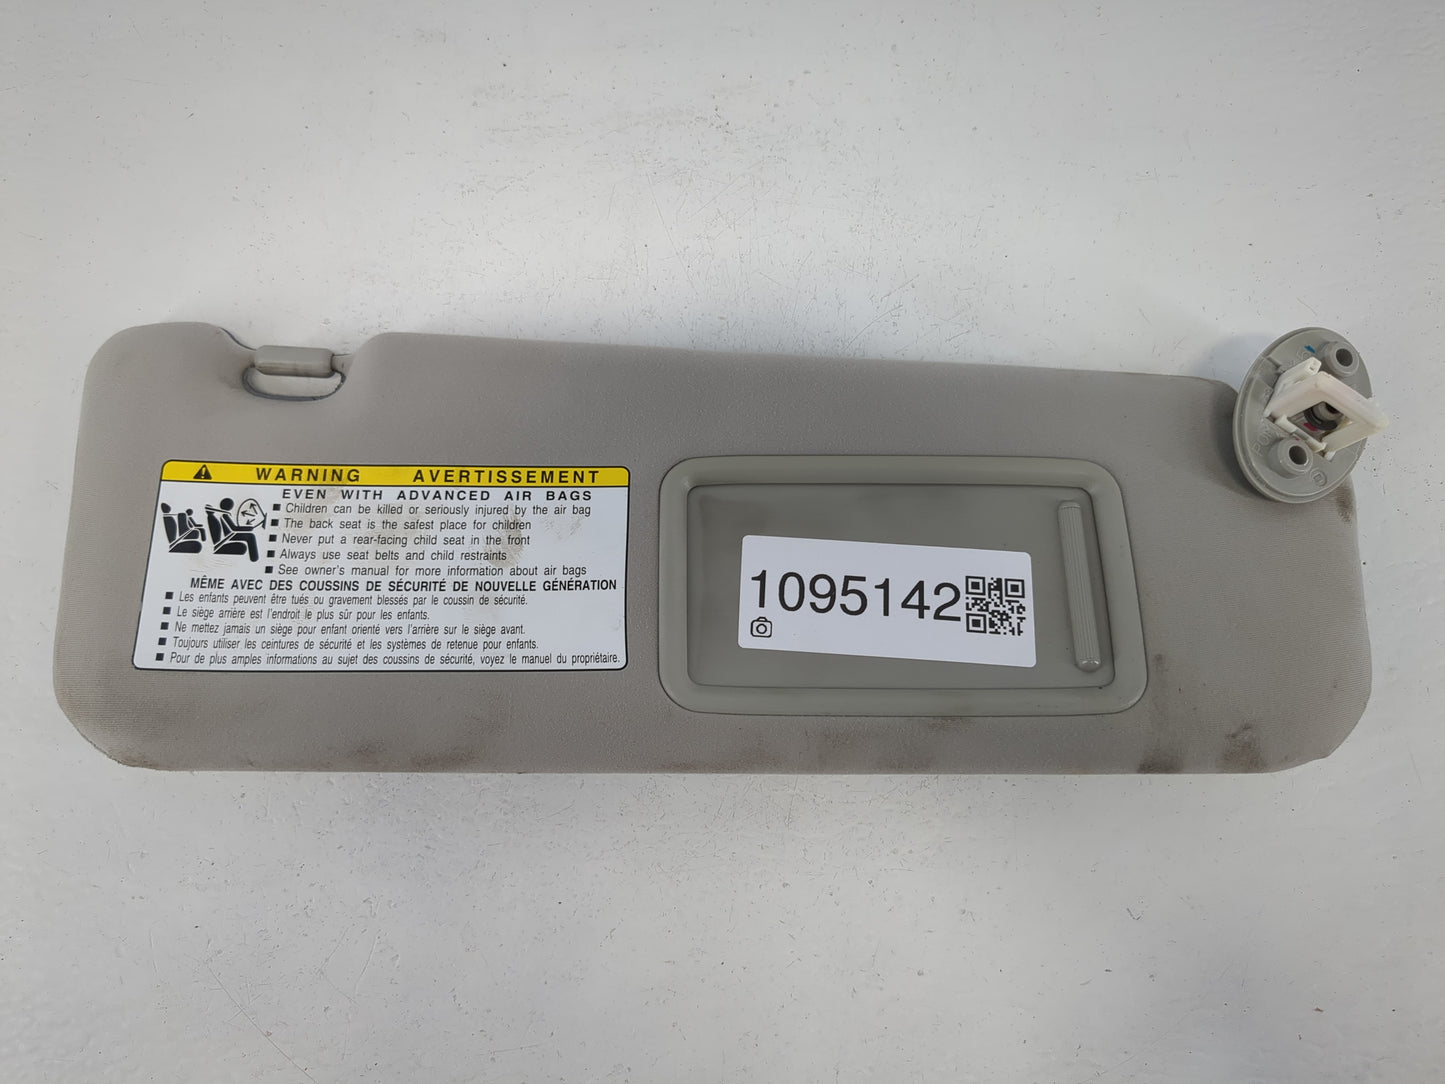 WARNING AVERTISSEMENT
EVEN WITH ADVANCED AIR BAGS
■ Children can be killed or seriously injured by the air bag
■ The back seat is the safest place for children
■ Never put a rear-facing child seat in the front
■ Always use seat belts and child restraints
■ See owner's manual for more information about air bags
MÊME AVEC DES COUSSINS DE SÉCURITÉ DE NOUVELLE GÉNÉRATION
■ Les enfants peuvent être tués ou gravement blessés par le coussin de sécurité.
■ Le siège arrière est l'endroit le plus sûr pour les enfants.
■ Ne mettez jamais un siège pour enfant orienté vers l'arrière sur le siège avant.
■ Toujours utiliser les ceintures de sécurité et les systèmes de retenue pour enfants.
■ Pour de plus amples informations au sujet des coussins de sécurité, voyez le manuel du propriétaire.
1095142